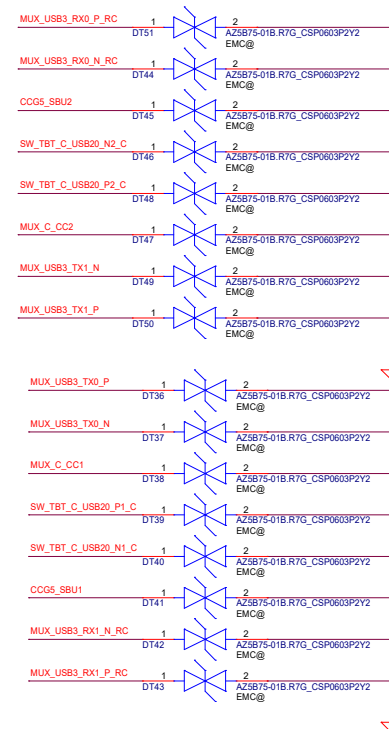 MUX_USB3_RX0_P_RC 1 2
DT51 AZ5B75-01B.R7G_CSP0603P2Y2
EMC@
MUX_USB3_RX0_N_RC 1 2
DT44 AZ5B75-01B.R7G_CSP0603P2Y2
EMC@
CCG5_SBU2 1 2
DT45 AZ5B75-01B.R7G_CSP0603P2Y2
EMC@
SW_TBT_C_USB20_N2_C 1 2
DT46 AZ5B75-01B.R7G_CSP0603P2Y2
EMC@
SW_TBT_C_USB20_P2_C 1 2
DT48 AZ5B75-01B.R7G_CSP0603P2Y2
EMC@
MUX_C_CC2 1 2
DT47 AZ5B75-01B.R7G_CSP0603P2Y2
EMC@
MUX_USB3_TX1_N 1 2
DT49 AZ5B75-01B.R7G_CSP0603P2Y2
EMC@
MUX_USB3_TX1_P 1 2
DT50 AZ5B75-01B.R7G_CSP0603P2Y2
EMC@
MUX_USB3_TX0_P 1 2
DT36 AZ5B75-01B.R7G_CSP0603P2Y2
EMC@
MUX_USB3_TX0_N 1 2
DT37 AZ5B75-01B.R7G_CSP0603P2Y2
EMC@
MUX_C_CC1 1 2
DT38 AZ5B75-01B.R7G_CSP0603P2Y2
EMC@
SW_TBT_C_USB20_P1_C 1 2
DT39 AZ5B75-01B.R7G_CSP0603P2Y2
EMC@
SW_TBT_C_USB20_N1_C 1 2
DT40 AZ5B75-01B.R7G_CSP0603P2Y2
EMC@
CCG5_SBU1 1 2
DT41 AZ5B75-01B.R7G_CSP0603P2Y2
EMC@
MUX_USB3_RX1_N_RC 1 2
DT42 AZ5B75-01B.R7G_CSP0603P2Y2
EMC@
MUX_USB3_RX1_P_RC 1 2
DT43 AZ5B75-01B.R7G_CSP0603P2Y2
EMC@